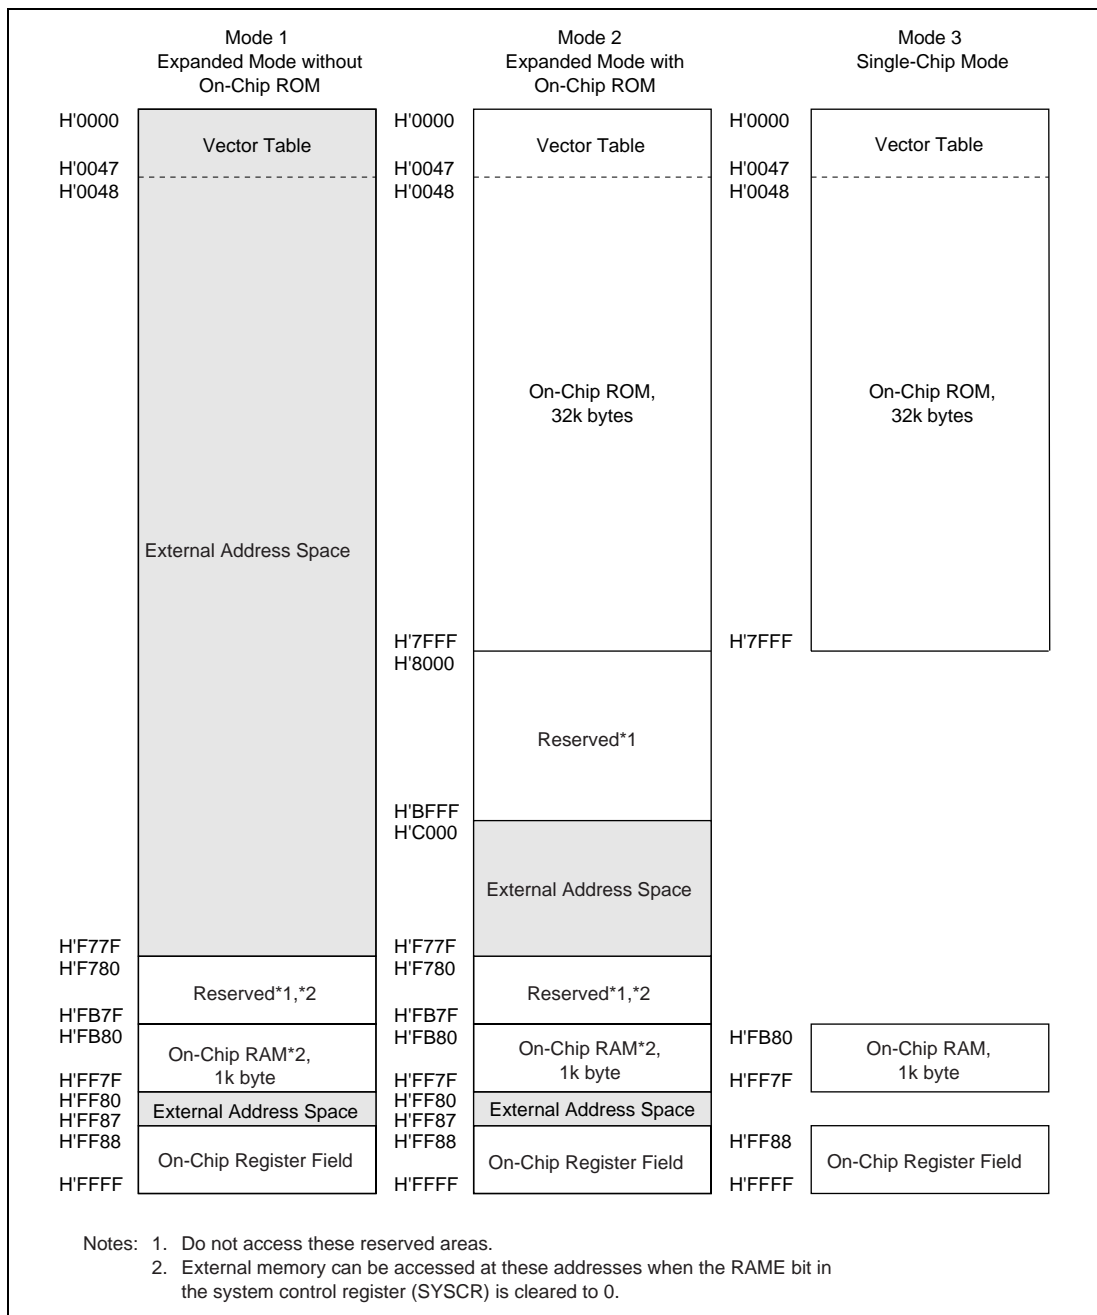 Mode 1
Expanded Mode without
On-Chip ROM
H'0000
Vector Table
H'0047
H'0048
External Address Space
H'F77F
H'F780
Reserved*1,*2
H'FB7F
H'FB80
On-Chip RAM*2,
1k byte
H'FF7F
H'FF80
External Address Space
H'FF87
H'FF88
On-Chip Register Field
H'FFFF
Mode 2
Expanded Mode with
On-Chip ROM
H'0000
Vector Table
H'0047
H'0048
On-Chip ROM,
32k bytes
H'7FFF
H'8000
Reserved*1
H'BFFF
H'C000
External Address Space
H'F77F
H'F780
Reserved*1,*2
H'FB7F
H'FB80
On-Chip RAM*2,
1k byte
H'FF7F
H'FF80
External Address Space
H'FF87
H'FF88
On-Chip Register Field
H'FFFF
Mode 3
Single-Chip Mode
H'0000
Vector Table
H'0047
H'0048
On-Chip ROM,
32k bytes
H'7FFF
H'FB80
On-Chip RAM,
1k byte
H'FF7F
H'FF88
On-Chip Register Field
H'FFFF
Notes: 1. Do not access these reserved areas.
2. External memory can be accessed at these addresses when the RAME bit in
the system control register (SYSCR) is cleared to 0.